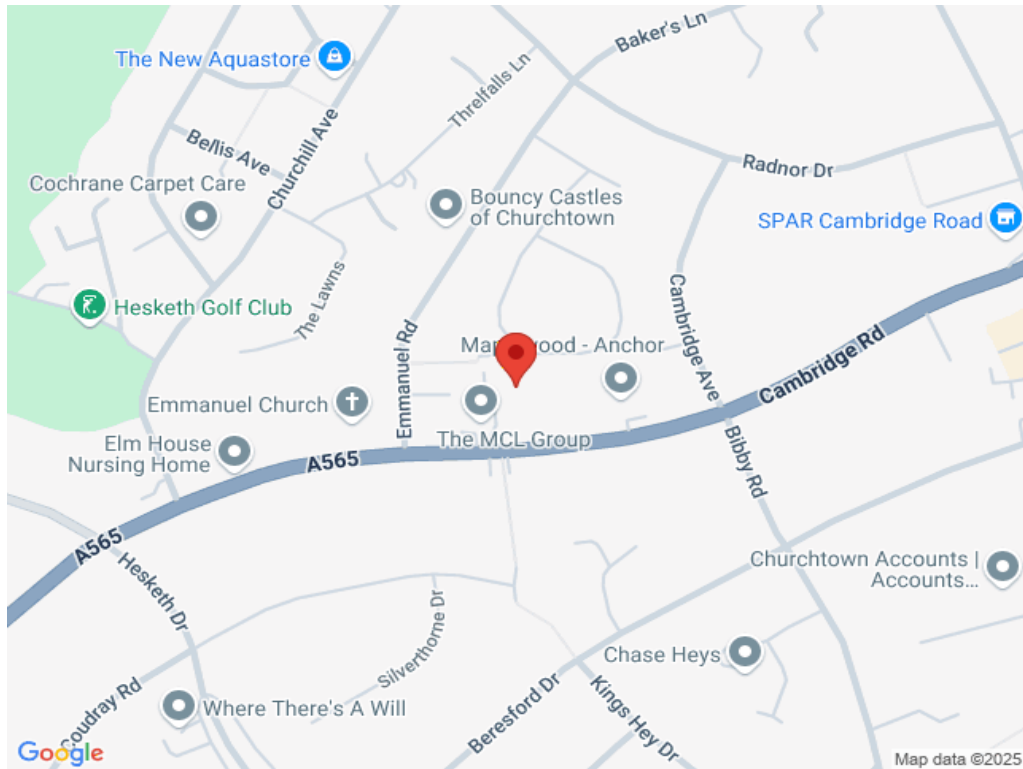 Baker's Ln
The New Aquastore
Threlfalls Ln
Bellis Ave
Churchill Ave
Radnor Dr
Cochrane Carpet Care
Bouncy Castles
of Churchtown
SPAR Cambridge Road
The Lawns
Hesketh Golf Club
Cambridge Ave
Emmanuel Rd
Cambridge Rd
wood - Anchor
Emmanuel Church
The MCL Group
Elm House
Nursing Home
A565
Bibby Rd
A565
Hesketh Dr
Churchtown Accounts |
Accounts...
Silverthorne Dr
Chase Heys
Coudray Rd
Where There's A Will
Beresford Dr
Kings Hey Dr
Google
Map data ©2025